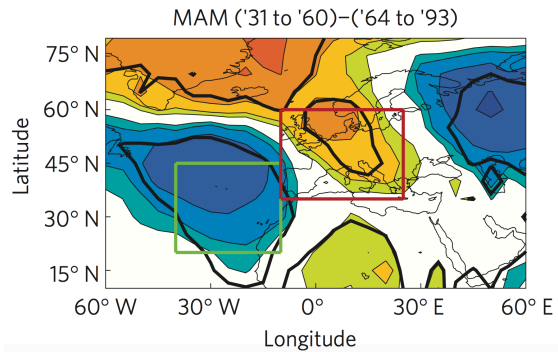 MAM ('31 to '60)–('64 to '93)
75° N
60° N
45° N
30° N
15° N
Latitude
60° W
30° W
0°
30° E
60° E
Longitude